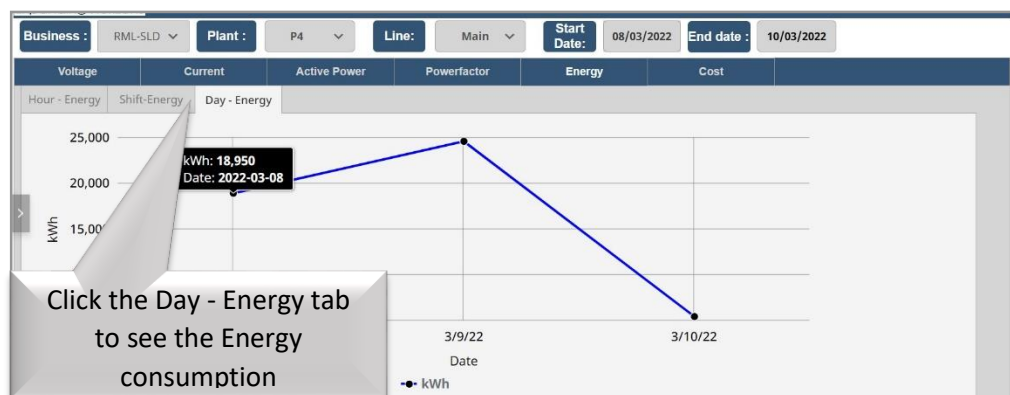 Business : RML-SLD Plant : P4 Line: Main Start Date: 08/03/2022 End date : 10/03/2022
Voltage Current Active Power Powerfactor Energy Cost
Hour - Energy Shift-Energy Day - Energy
25,000
kWh: 18,950
Date: 2022-03-08
20,000
kWh
Click the Day - Energy tab
to see the Energy
consumption
3/9/22 3/10/22
Date
kWh